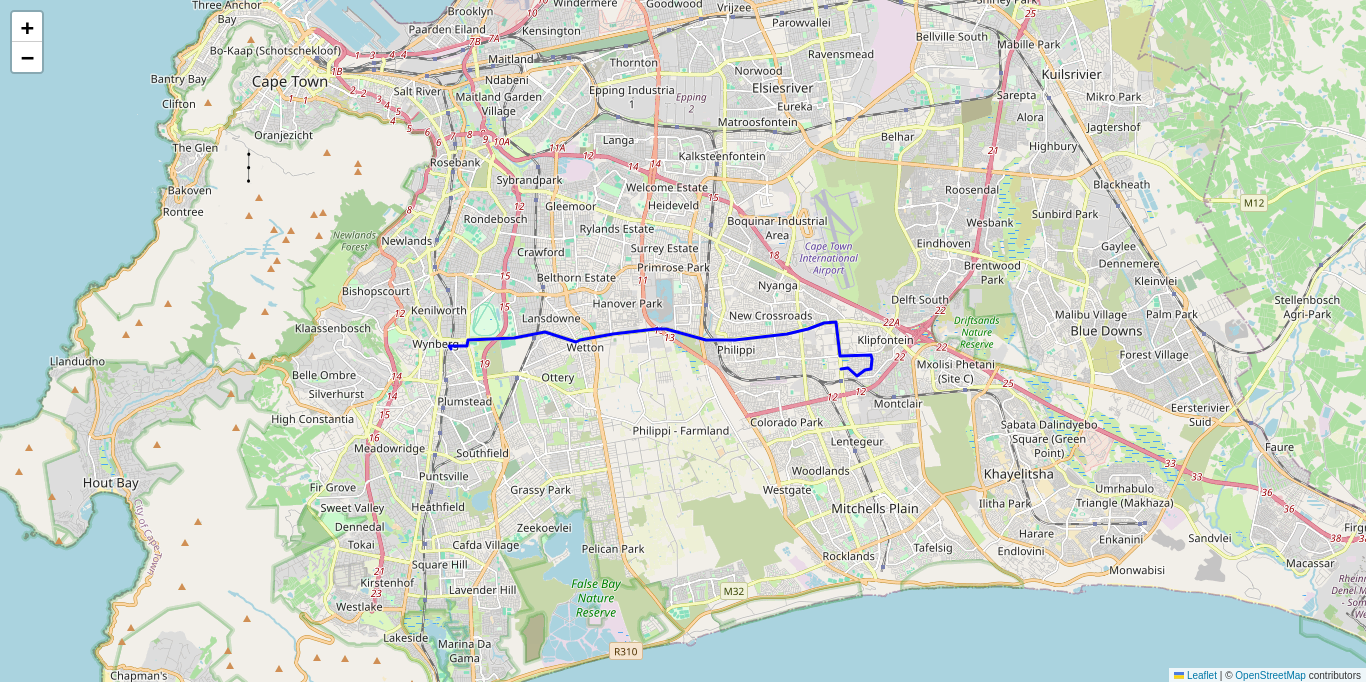 Three Anchor
Bay
Brooklyn
Paarden Eiland
Windermere
Kensington
Goodwood
Vrijzee
Parowvallei
Shirley Park
Bellville South
Mabille Park
Kuilsrivier
+
−
Bo-Kaap (Schotschekloof)
Cape Town
Bantry Bay
Clifton
Maitland
Thornton
Ravensmead
Norwood
Elsiesriver
Ndabeni
Salt River
Maitland Garden
Village
Epping Industria
1
Epping
2
Eureka
Matroosfontein
Sarepta
Mikro Park
Alora
Jagtershof
Oranjezicht
The Glen
Langa
Belhar
Highbury
Rosebank
Kalksteenfontein
Bakoven
Rontree
Sybrandpark
Welcome Estate
Heideveld
Roosendal
Blackheath
M12
Gleemoor
Rondebosch
Rylands Estate
Boquinar Industrial
Area
Wesbank
Sunbird Park
Newlands
Forest
Newlands
Crawford
Surrey Estate
Cape Town
International
Airport
Eindhoven
Gaylee
Dennemere
Belthorn Estate
Primrose Park
Brentwood
Park
Kleinvlei
Bishopscourt
Nyanga
Delft South
Hanover Park
Stellenbosch
Agri-Park
Kenilworth
Lansdowne
New Crossroads
22A
Driftsands
Nature
Reserve
Malibu Village
Palm Park
Klaassenbosch
Blue Downs
Wynberg
Wetton
Philippi
Klipfontein
Forest Village
Llandudno
Belle Ombre
Ottery
Mxolisi Phetani
(Site C)
Silverhurst
Plumstead
Montclair
High Constantia
Colorado Park
Eersterivier
Suid
Philippi - Farmland
Sabata Dalindyebo
Square (Green
Point)
Meadowridge
Southfield
Lentegeur
Faure
Hout Bay
Puntsville
Woodlands
Khayelitsha
Fir Grove
Grassy Park
Westgate
Umrhabulo
Triangle (Makhaza)
Sweet Valley
Heathfield
Mitchells Plain
Ilitha Park
City of Cape Town
Dennedal
Zeekoevlei
Harare
Enkanni
Sandvlei
Tokai
Cafda Village
Pelican Park
Rocklands
Tafelsig
Endlovini
Square Hill
Monwabisi
Macassar
Kirstenhof
Lavender Hill
False Bay
Nature
Reserve
M32
Westlake
Lakeside
Marina Da
Gama
R310
Chapman's
Leaflet | © OpenStreetMap contributors